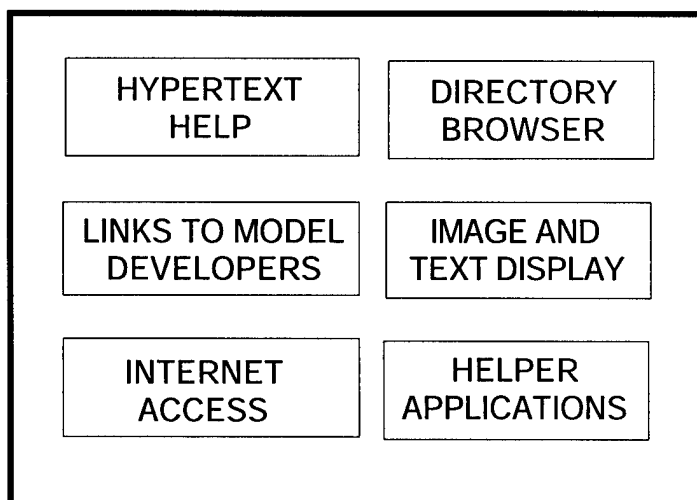 HYPERTEXT
HELP
DIRECTORY
BROWSER
LINKS TO MODEL
DEVELOPERS
IMAGE AND
TEXT DISPLAY
INTERNET
ACCESS
HELPER
APPLICATIONS